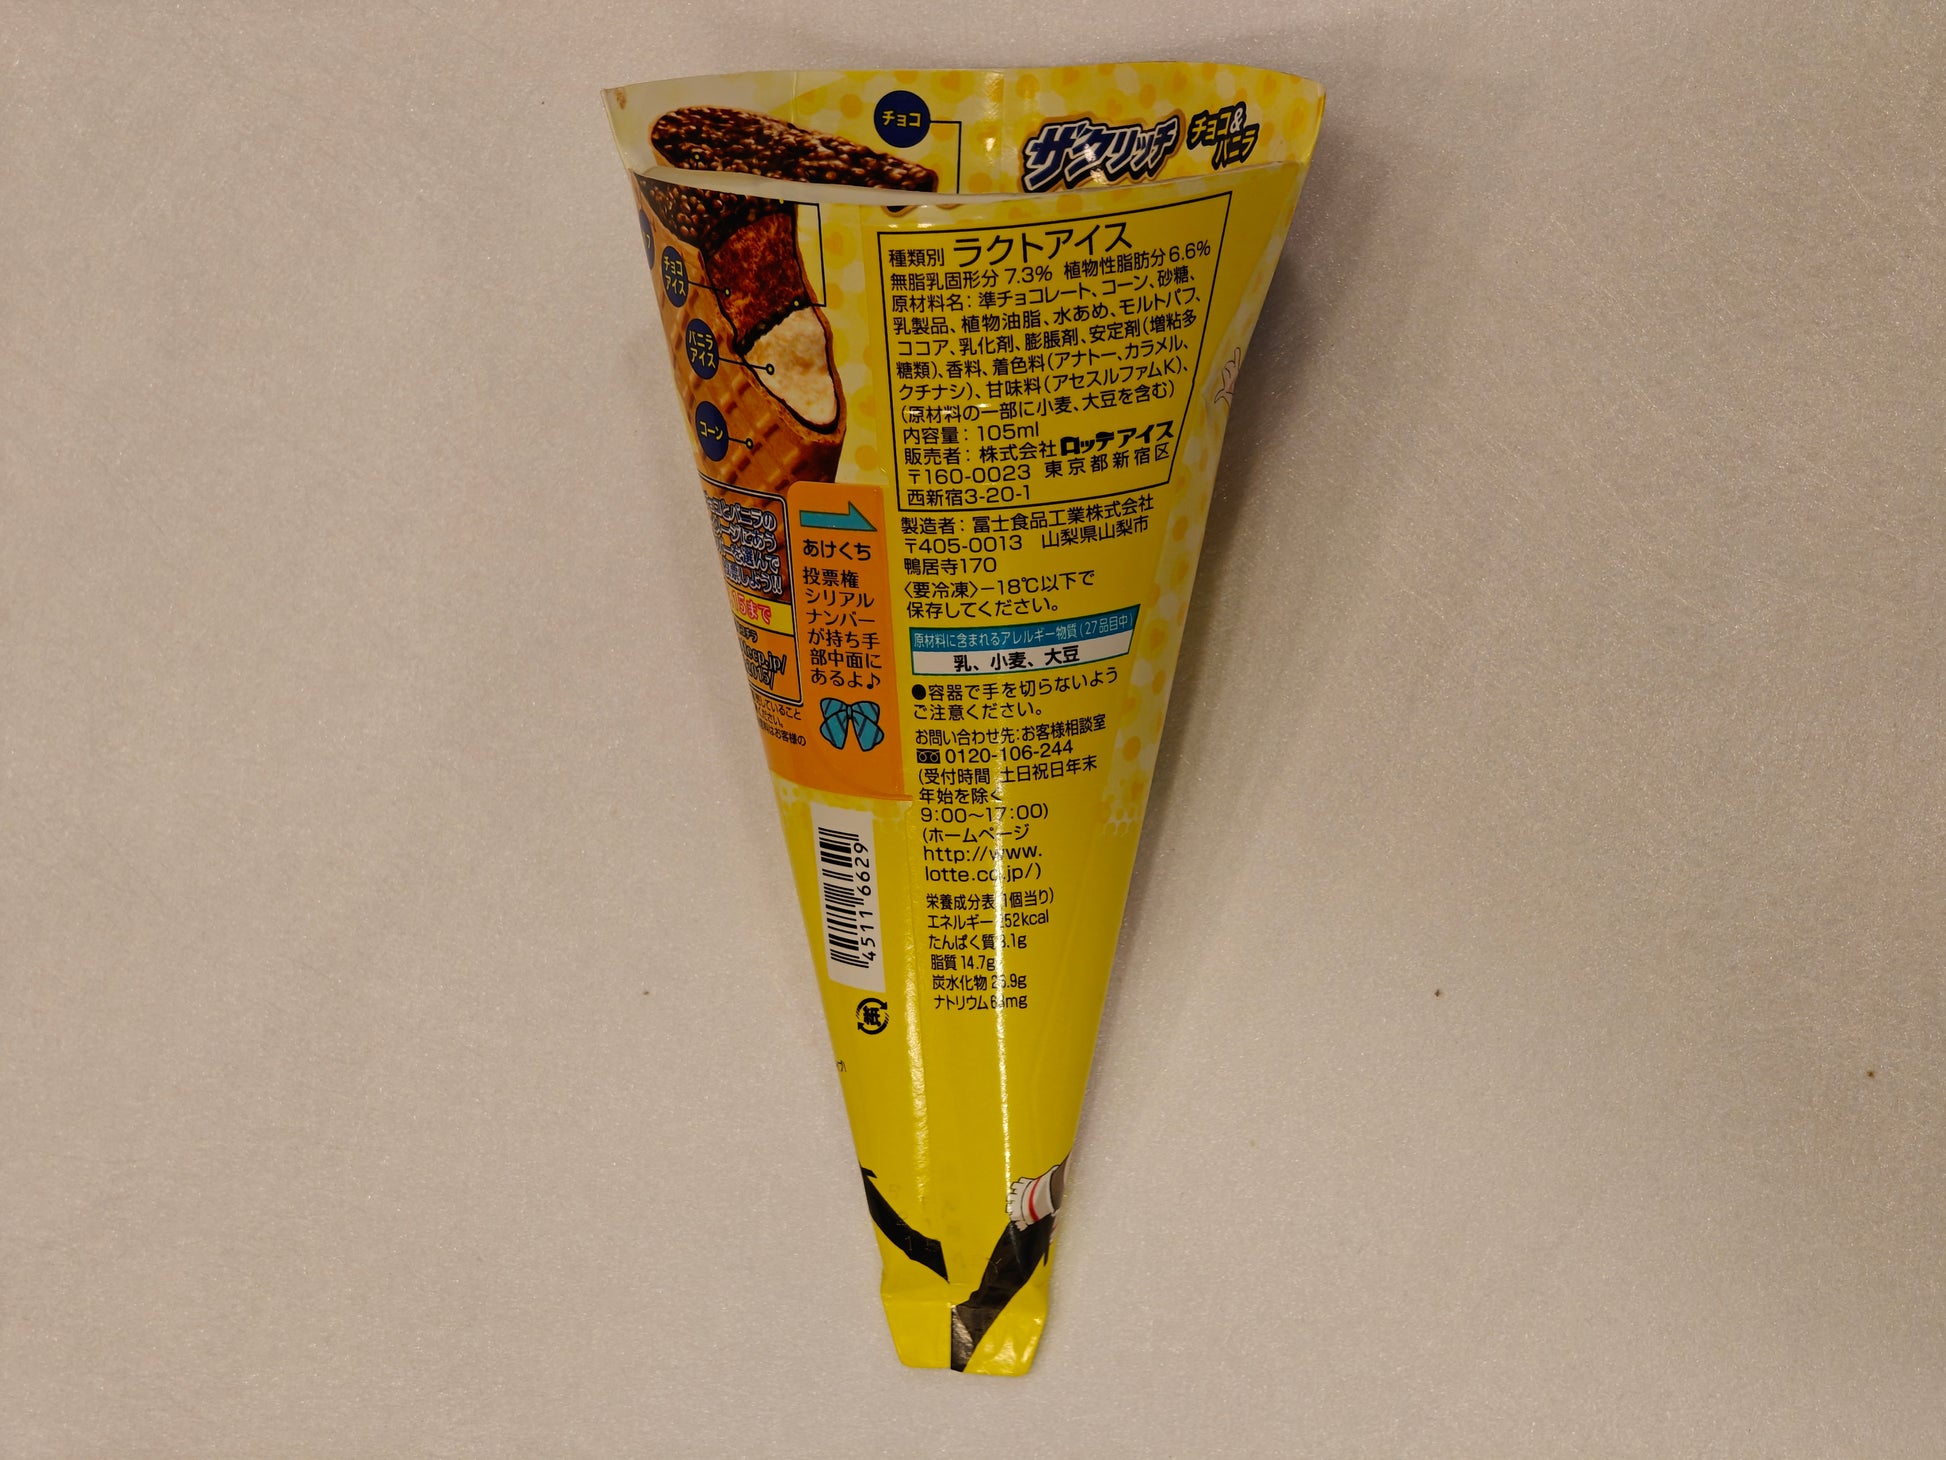 チョコ
ザクリッチ チョコ&バニラ
チョコアイス
バニラアイス
コーン
種類別 ラクトアイス
無脂乳固形分 7.3% 植物性脂肪分 6.6%
原材料名：準チョコレート、コーン、砂糖、
乳製品、植物油脂、水あめ、モルトパフ、
ココア、乳化剤、膨脹剤、安定剤（増粘多
糖類）、香料、着色料（アナトー、カラメル、
クチナシ）、甘味料（アセスルファムK）、
（原材料の一部に小麦、大豆を含む）
内容量：105ml
販売者：株式会社ロッテアイス
〒160-0023 東京都新宿区
西新宿3-20-1
製造者：冨士食品工業株式会社
〒405-0013 山梨県山梨市
鴨居寺170
〈要冷凍〉−18℃以下で
保存してください。
原材料に含まれるアレルギー物質（27品目中）
乳、小麦、大豆
●容器で手を切らないよう
ご注意ください。
お問い合わせ先：お客様相談室
0120-106-244
（受付時間 土日祝日年末
年始を除く
9:00〜17:00）
（ホームページ
http://www.
lotte.co.jp/）
栄養成分表（1個当り）
エネルギー 252kcal
たんぱく質 3.1g
脂質 14.7g
炭水化物
ナトリウム
あけくち
投票権
シリアル
ナンバー
が持ち手
部中面に
あるよ♪
バニラの
選んで
まで
4511 6629
紙